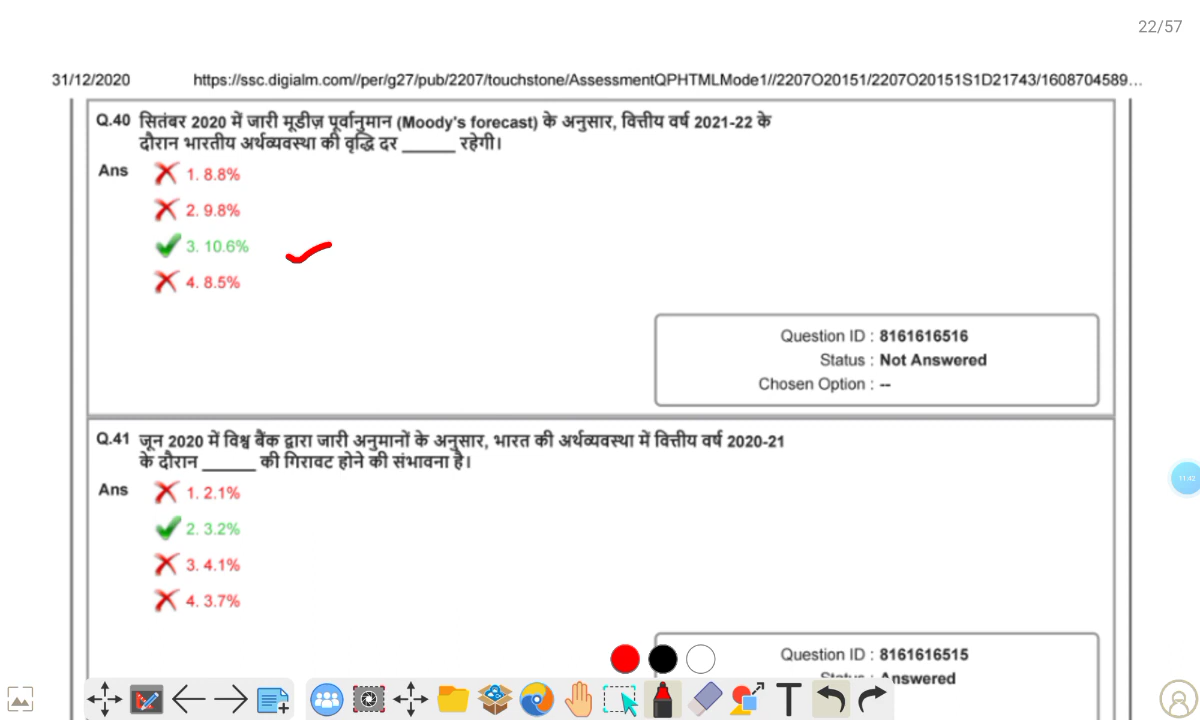 22/57
31/12/2020 https://ssc.digialm.com//per/g27/pub/2207/touchstone/AssessmentQPHTMLMode1//2207O20151/2207O20151S1D21743/1608704589…
Q.40 सितंबर 2020 में जारी मूडीज़ पूर्वानुमान (Moody's forecast) के अनुसार, वित्तीय वर्ष 2021-22 के
दौरान भारतीय अर्थव्यवस्था की वृद्धि दर ______ रहेगी।
Ans 1. 8.8%
2. 9.8%
3. 10.6%
4. 8.5%
Question ID : 8161616516
Status : Not Answered
Chosen Option : --
Q.41 जून 2020 में विश्व बैंक द्वारा जारी अनुमानों के अनुसार, भारत की अर्थव्यवस्था में वित्तीय वर्ष 2020-21
के दौरान ______ की गिरावट होने की संभावना है।
Ans 1. 2.1%
2. 3.2%
3. 4.1%
4. 3.7%
Question ID : 8161616515
Answered
T